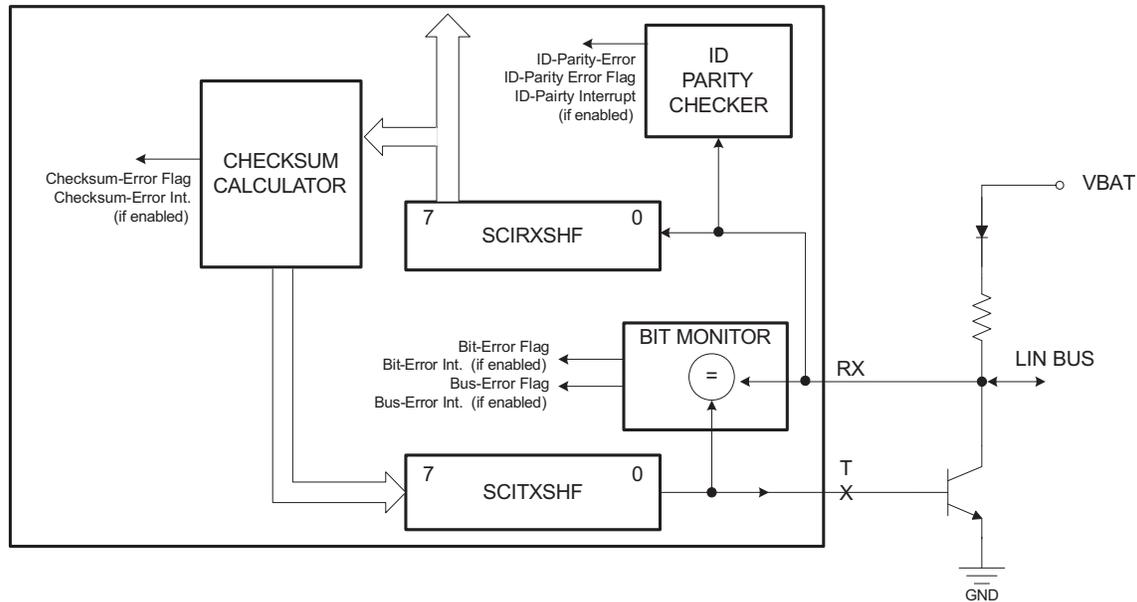 ID-Parity-Error
ID-Parity Error Flag
ID-Pairty Interrupt
(if enabled)
ID
PARITY
CHECKER
CHECKSUM
CALCULATOR
Checksum-Error Flag
Checksum-Error Int.
(if enabled)
7 SCIRXSHF 0
VBAT
BIT MONITOR
=
Bit-Error Flag
Bit-Error Int. (if enabled)
Bus-Error Flag
Bus-Error Int. (if enabled)
RX
LIN BUS
7 SCITXSHF 0
T
X
GND